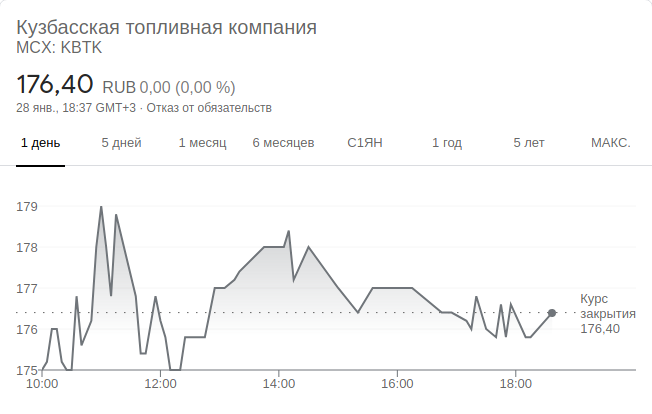 Кузбасская топливная компания
MCX: KBTK
176,40 RUB 0,00 (0,00 %)
28 янв., 18:37 GMT+3 · Отказ от обязательств
1 день 5 дней 1 месяц 6 месяцев С1ЯН 1 год 5 лет МАКС.
179
178
177
176
175
Курс
закрытия
176,40
10:00 12:00 14:00 16:00 18:00